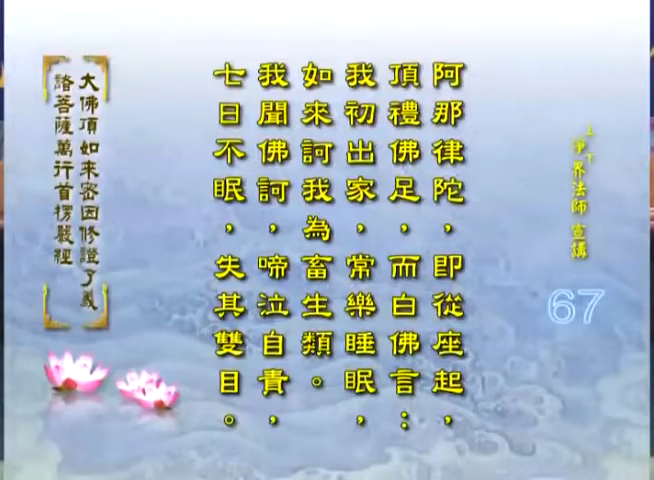 上淨下界法師 宣講
67
阿那律陀，即從座起，
頂禮佛足，而白佛言：
我初出家，常樂睡眠，
如來訶我為畜生類。
我聞佛訶，啼泣自責，
七日不眠，失其雙目。
大佛頂如來密因修證了義
諸菩薩萬行首楞嚴經